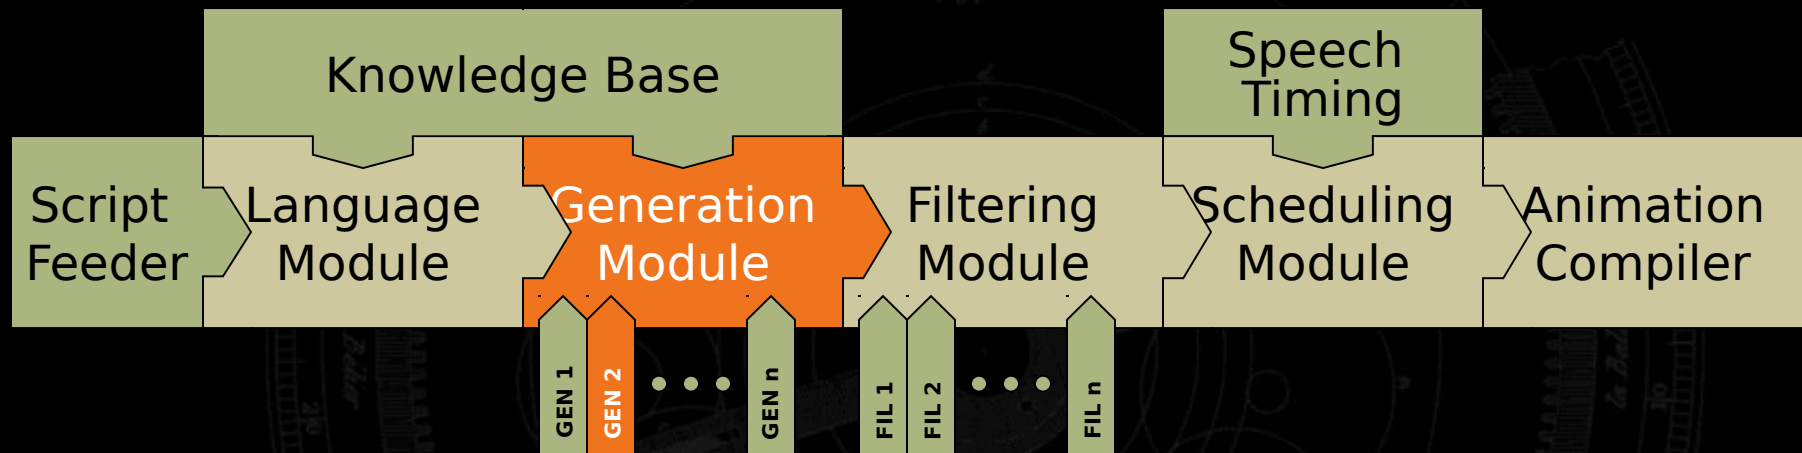 Knowledge Base
Speech
Timing
Script
Feeder
Language
Module
Generation
Module
Filtering
Module
Scheduling
Module
Animation
Compiler
GEN 1
GEN 2
GEN n
FIL 1
FIL 2
FIL n